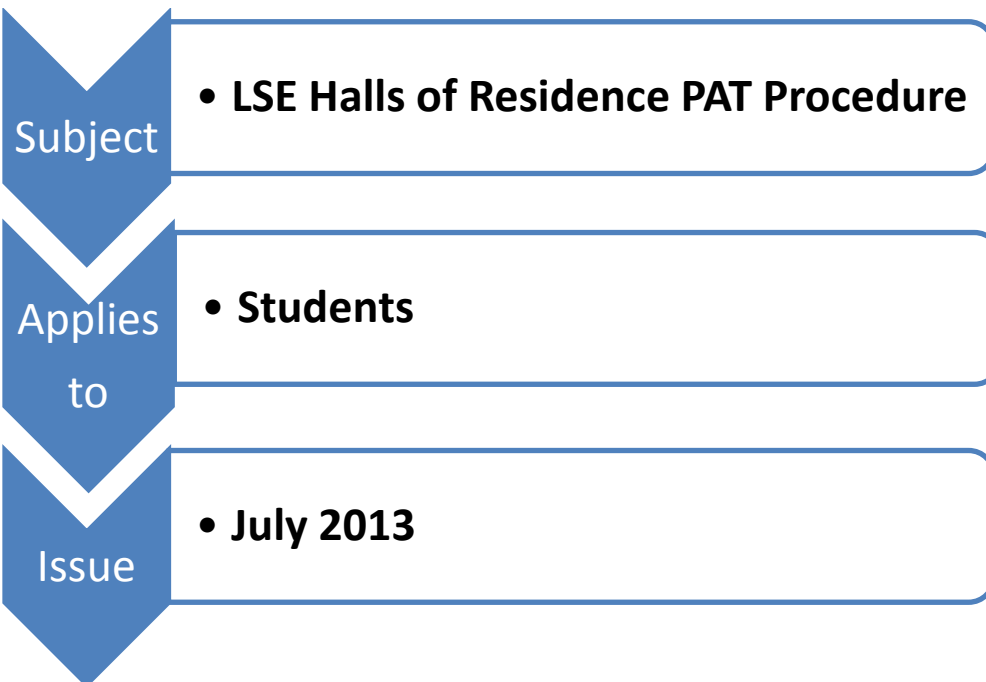 Subject
• LSE Halls of Residence PAT Procedure
Applies
to
• Students
Issue
• July 2013